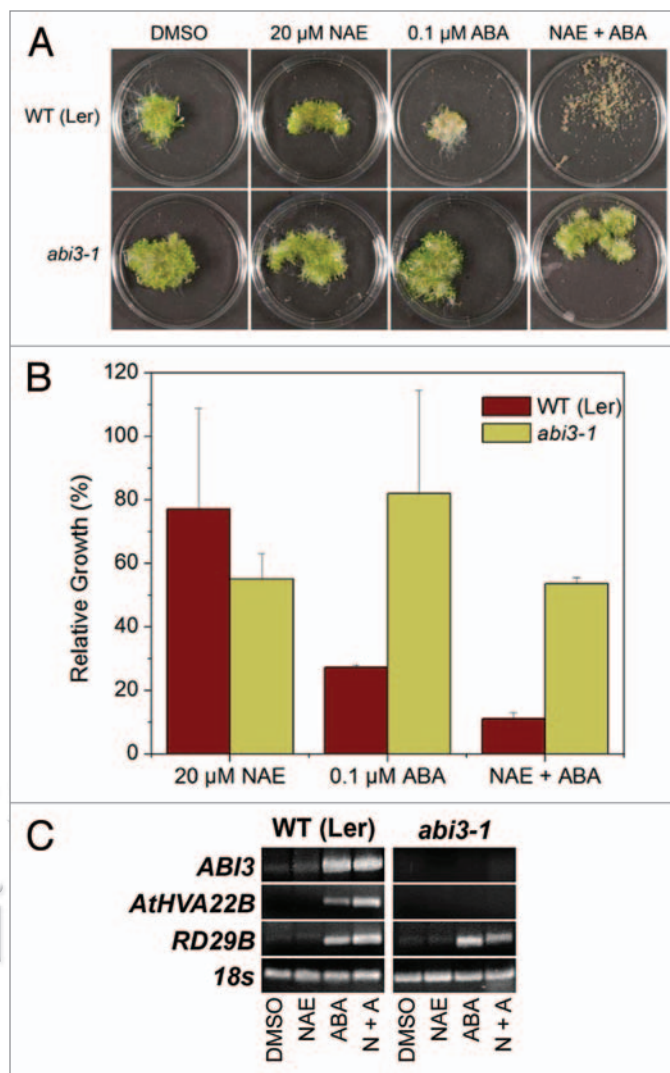 A
DMSO 20 µM NAE 0.1 µM ABA NAE + ABA
WT (Ler)
abi3-1
B
120
100
80
60
40
20
0
Relative Growth (%)
WT (Ler)
abi3-1
20 µM NAE 0.1 µM ABA NAE + ABA
C
WT (Ler) abi3-1
ABI3
AtHVA22B
RD29B
18s
DMSO NAE ABA N + A DMSO NAE ABA N + A